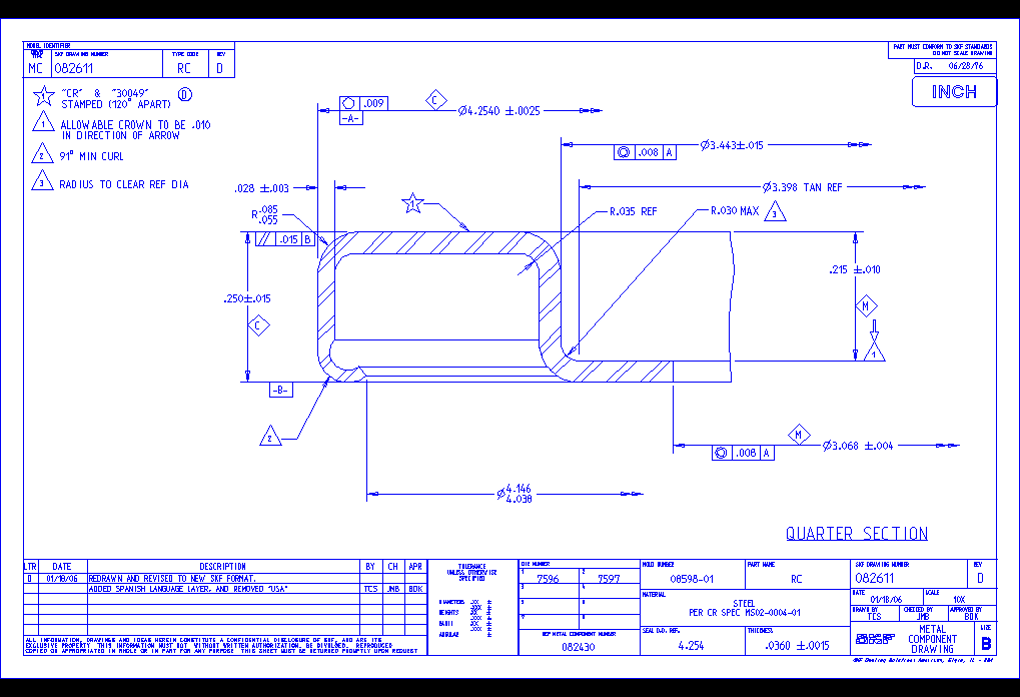 MODEL IDENTIFIER
TYPE SKF DRAWING NUMBER TYPE CODE REV
MC 082611 RC D
PART MUST CONFORM TO SKF STANDARDS
DO NOT SCALE DRAWING
D.R. 06/28/76
INCH
1 "CR" & "30049" D
STAMPED (120° APART)
1 ALLOWABLE CROWN TO BE .010
IN DIRECTION OF ARROW
2 91° MIN CURL
3 RADIUS TO CLEAR REF DIA
.009 C
-A-
Ø4.2540 ±.0025
Ø3.443±.015
.008 A
Ø3.398 TAN REF
.028 ±.003
R.085
.055
1
R.035 REF
R.030 MAX 3
// .015 B
.215 ±.010
.250±.015
M
C
1
-B-
2
M
Ø3.068 ±.004
.008 A
Ø4.146
4.038
QUARTER SECTION
LTR DATE DESCRIPTION BY CH APR
D 01/18/06 REDRAWN AND REVISED TO NEW SKF FORMAT.
ADDED SPANISH LANGUAGE LAYER, AND REMOVED "USA" TCS JMB BDK
ALL INFORMATION, DRAWINGS AND IDEAS HEREIN CONSTITUTE A CONFIDENTIAL DISCLOSURE OF SKF, AND ARE ITS
EXCLUSIVE PROPERTY THIS INFORMATION MUST NOT WITHOUT WRITTEN AUTHORIZATION, BE DIVULGED, REPRODUCED
COPIED OR APPROPRIATED IN WHOLE OR IN PART FOR ANY PURPOSE THIS SHEET MUST BE RETURNED PROMPTLY UPON REQUEST
TOLERANCE
UNLESS OTHERWISE
SPECIFIED
DIAMETERS .XX ±
.XXX ±
HEIGHTS .XX ±
.XXX ±
RADII .XX ±
.XXX ±
ANGULAR ±
DIE NUMBER
1 7596 2 7597
3 4
5 6
7 8
REF METAL COMPONENT NUMBER
082430
MOLD NUMBER
08598-01
PART NAME
RC
MATERIAL
STEEL
PER CR SPEC MS02-0004-01
SEAL O.D. REF.
4.254
THICKNESS
.0360 ±.0015
SKF DRAWING NUMBER REV
082611 D
DATE SCALE
01/18/06 10X
DRAWN BY CHECKED BY APPROVED BY
TCS JMB BDK
METAL
COMPONENT
DRAWING
SIZE
B
SKF Sealing Solutions Americas, Elgin, IL - USA